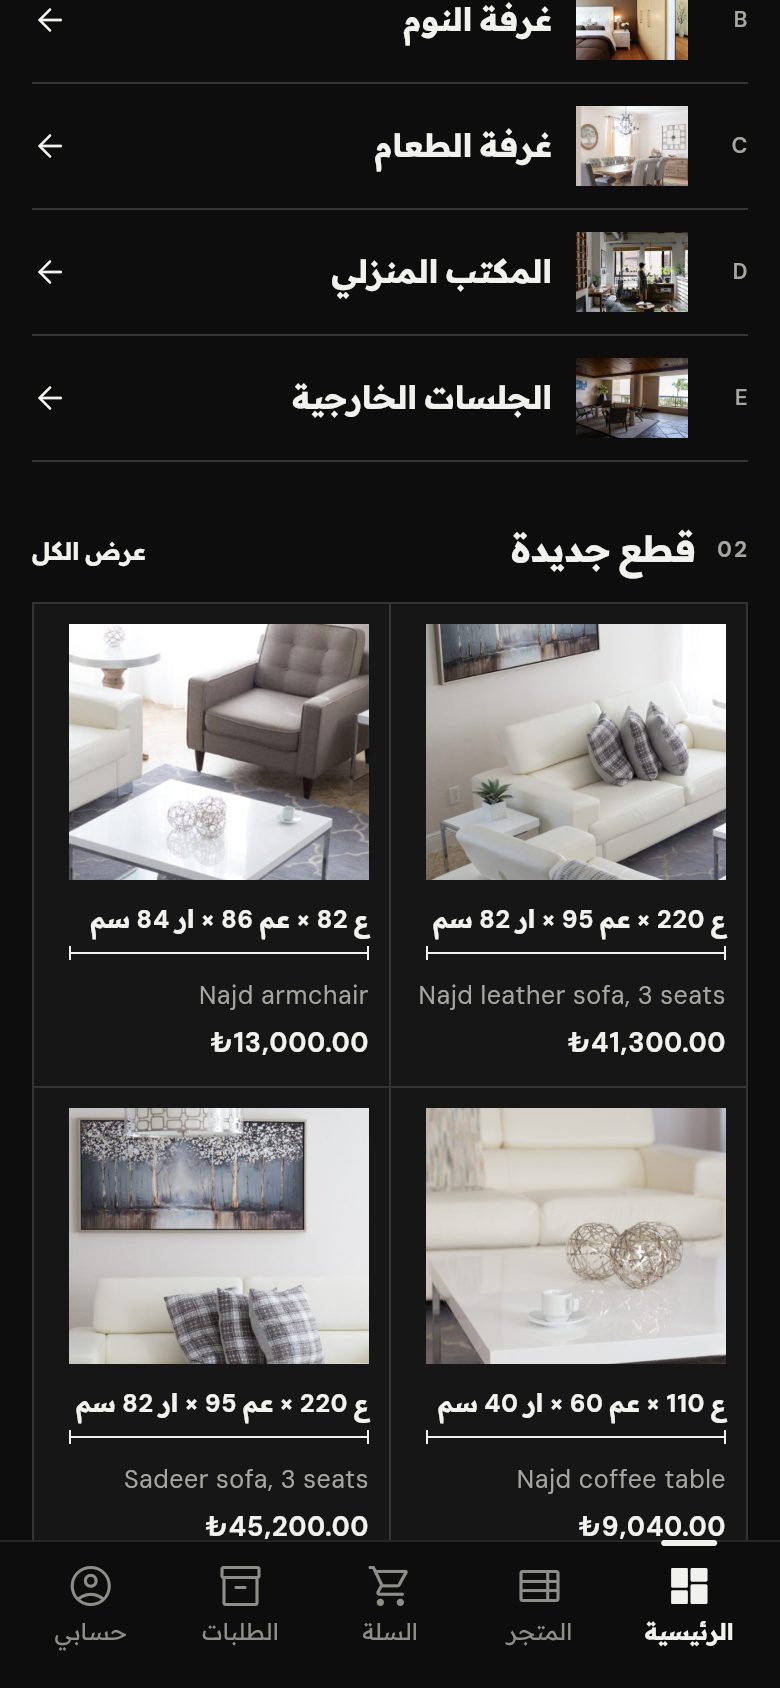 B غرفة النوم
C غرفة الطعام
D المكتب المنزلي
E الجلسات الخارجية
02 قطع جديدة
عرض الكل
ع 220 × عم 95 × ار 82 سم
Najd leather sofa, 3 seats
₺41,300.00
ع 82 × عم 86 × ار 84 سم
Najd armchair
₺13,000.00
ع 110 × عم 60 × ار 40 سم
Najd coffee table
₺9,040.00
ع 220 × عم 95 × ار 82 سم
Sadeer sofa, 3 seats
₺45,200.00
الرئيسية
المتجر
السلة
الطلبات
حسابي